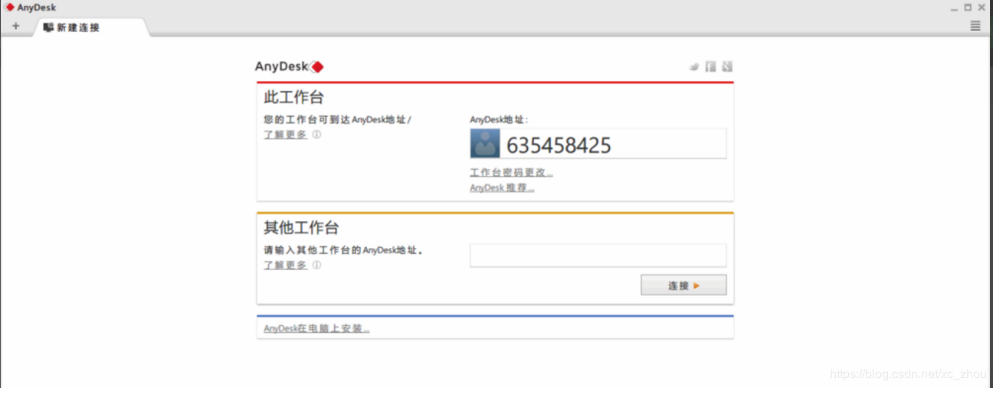 AnyDesk
新建连接
AnyDesk
此工作台
您的工作台可到达AnyDesk地址/
了解更多
AnyDesk地址:
635458425
工作台密码更改...
AnyDesk 推荐...
其他工作台
请输入其他工作台的AnyDesk地址。
了解更多
连接
AnyDesk在电脑上安装...
https://blog.csdn.net/xc_zhou